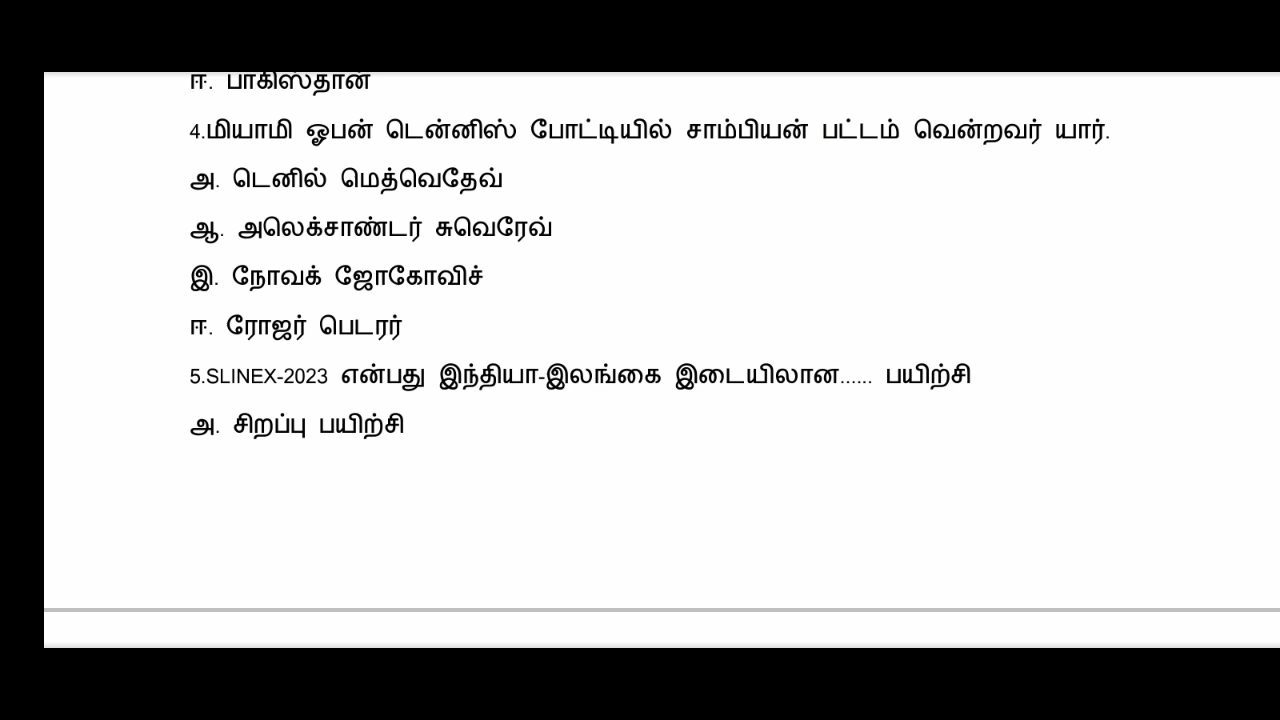 ஈ. பாகிஸ்தான்
4.மியாமி ஓபன் டென்னிஸ் போட்டியில் சாம்பியன் பட்டம் வென்றவர் யார்.
அ. டெனில் மெத்வெதேவ்
ஆ. அலெக்சாண்டர் சுவெரேவ்
இ. நோவக் ஜோகோவிச்
ஈ. ரோஜர் பெடரர்
5.SLINEX-2023 என்பது இந்தியா-இலங்கை இடையிலான...... பயிற்சி
அ. சிறப்பு பயிற்சி